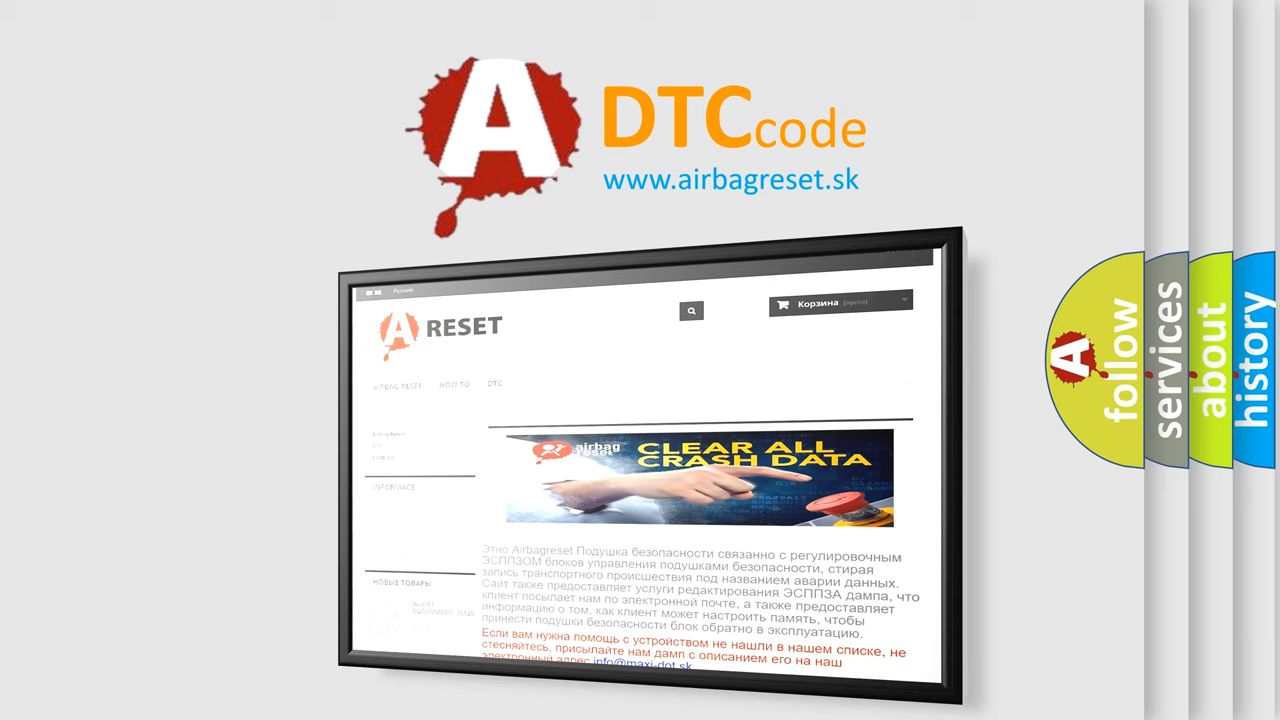 A
DTC code
www.airbagreset.sk
Русский
A RESET
Корзина (пусто)
AIRBAG RESET HOW TO DTC
airbag reset
CLEAR ALL
CRASH DATA
INFORMACE
НОВЫЕ ТОВАРЫ
Этно Airbagreset Подушка безопасности связанно с регулировочным
ЭСППЗОМ блоков управления подушками безопасности, стирая
запись транспортного происшествия под названием аварии данных.
Сайт также предоставляет услуги редактирования ЭСППЗА дампа, что
клиент посылает нам по электронной почте, а также предоставляет
информацию о том, как клиент может настроить память, чтобы
принести подушки безопасности блок обратно в эксплуатацию.
Если вам нужна помощь с устройством не нашли в нашем списке, не
стесняйтесь, присылайте нам дамп с описанием его на наш
электронный адрес info@maxi-dot.sk
A
follow
services
about
history